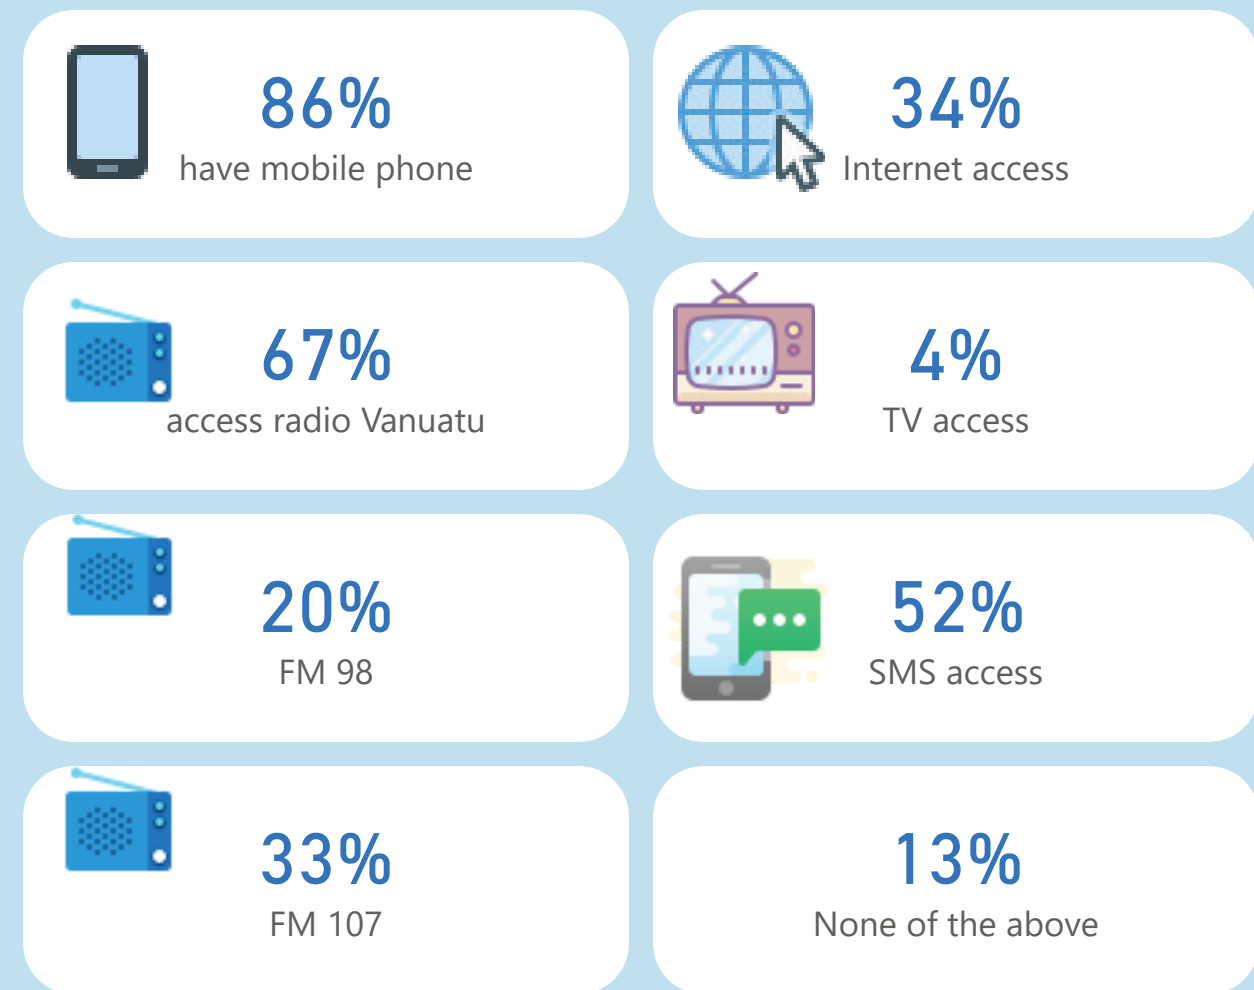 86%
have mobile phone
34%
Internet access
67%
access radio Vanuatu
4%
TV access
20%
FM 98
52%
SMS access
33%
FM 107
13%
None of the above